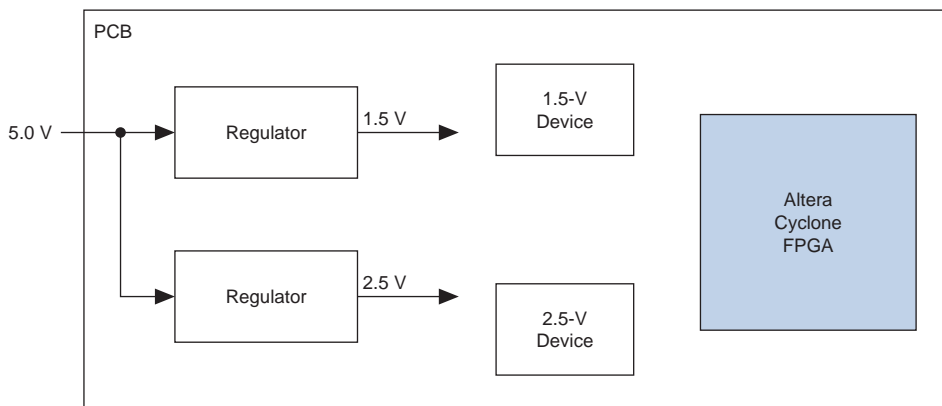 PCB
5.0 V
Regulator
1.5 V
1.5-V
Device
Altera
Cyclone
FPGA
Regulator
2.5 V
2.5-V
Device